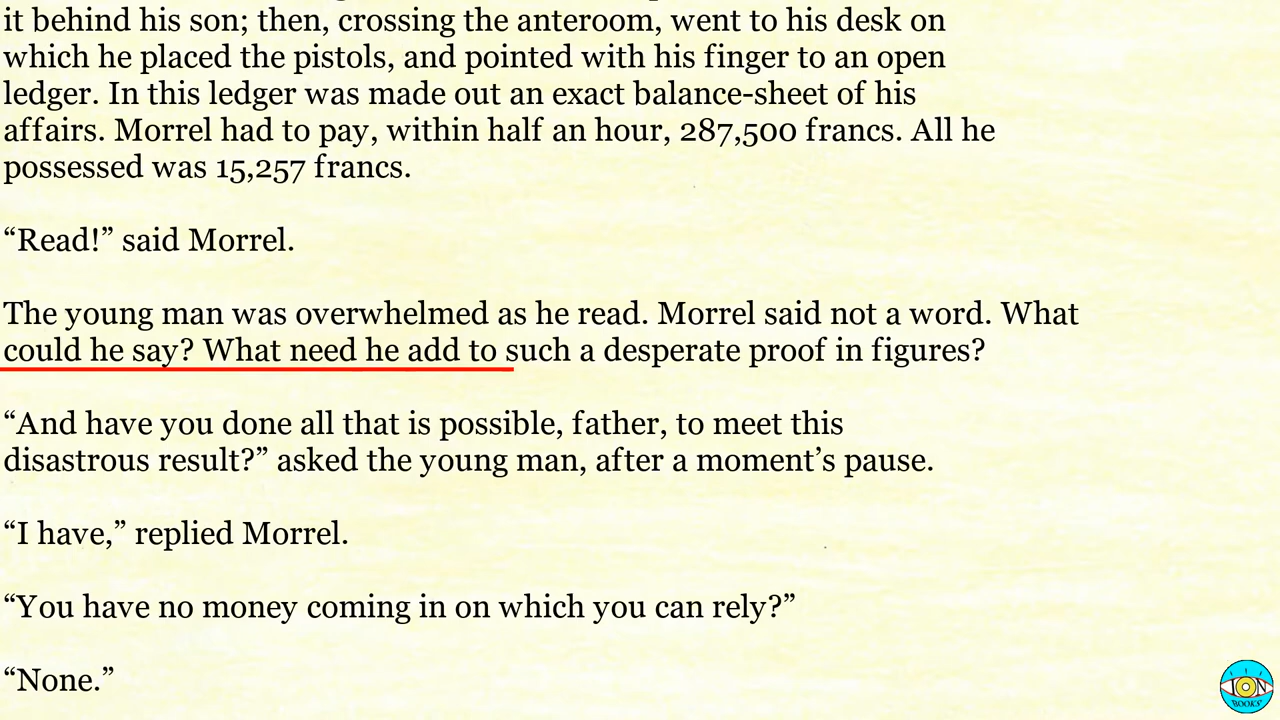 it behind his son; then, crossing the anteroom, went to his desk on
which he placed the pistols, and pointed with his finger to an open
ledger. In this ledger was made out an exact balance-sheet of his
affairs. Morrel had to pay, within half an hour, 287,500 francs. All he
possessed was 15,257 francs.
“Read!” said Morrel.
The young man was overwhelmed as he read. Morrel said not a word. What
could he say? What need he add to such a desperate proof in figures?
“And have you done all that is possible, father, to meet this
disastrous result?” asked the young man, after a moment’s pause.
“I have,” replied Morrel.
“You have no money coming in on which you can rely?”
“None.”
ION
BOOKS